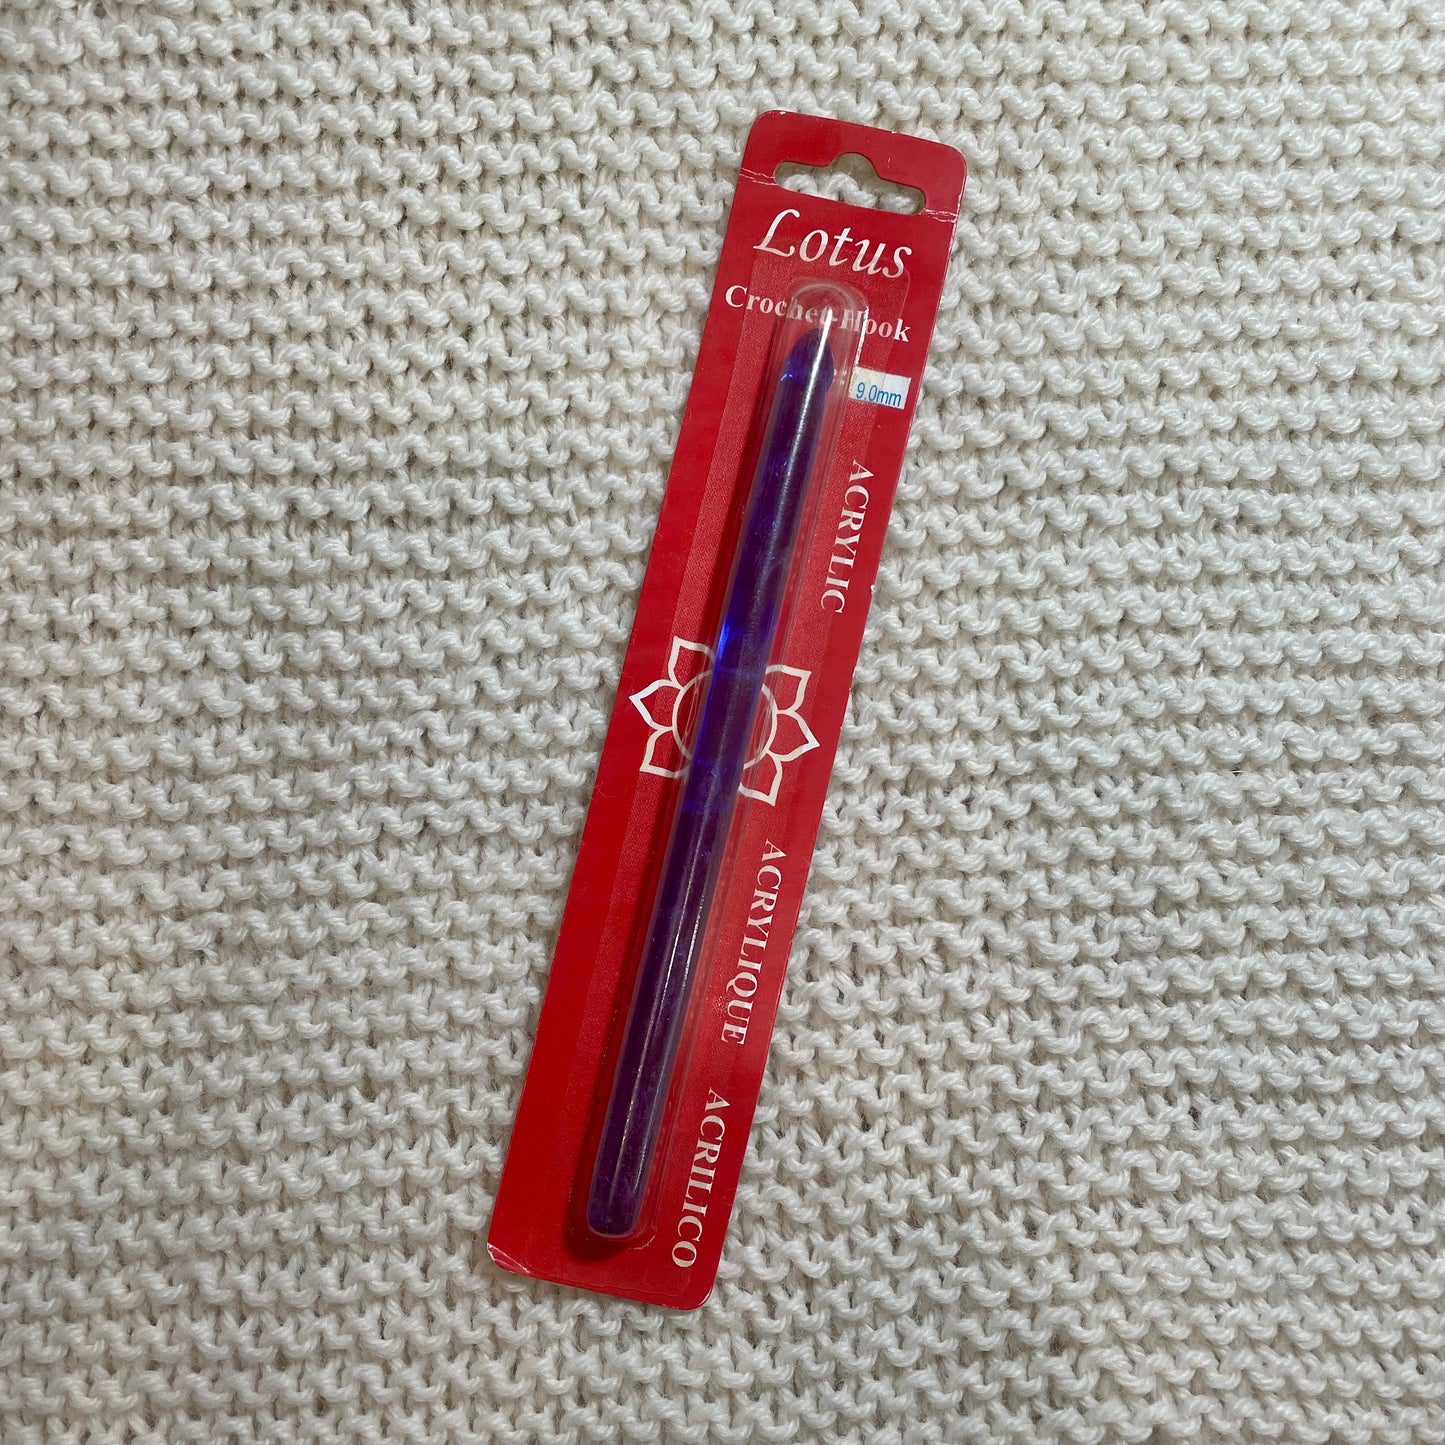 Lotus
Crochet Hook
9.0mm
ACRYLIC
ACRYLIQUE
ACRILICO